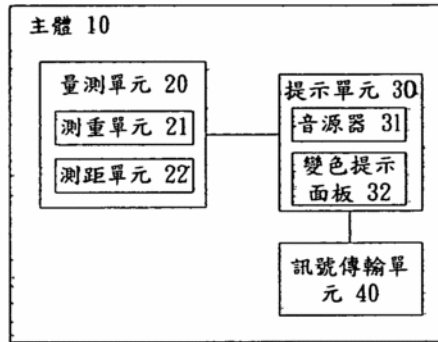 主體 10
量測單元 20
測重單元 21
測距單元 22
提示單元 30
音源器 31
變色提示
面板 32
訊號傳輸單
元 40